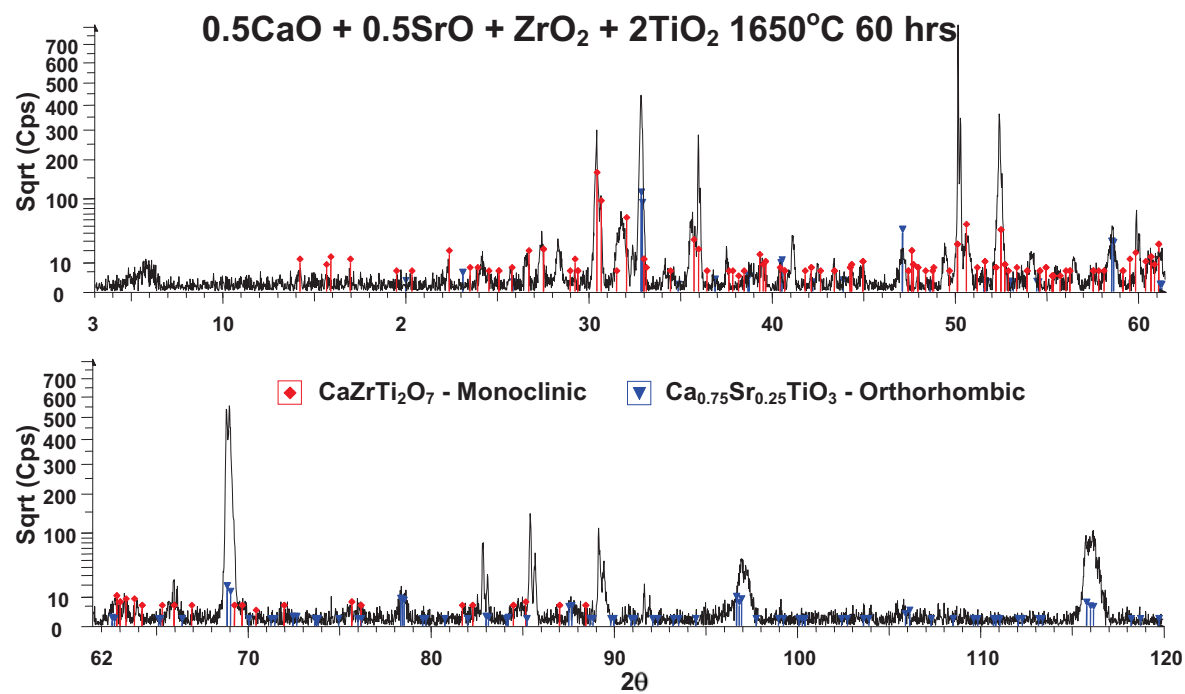 0.5CaO + 0.5SrO + ZrO₂ + 2TiO₂ 1650°C 60 hrs
Sqrt (Cps)
700
600
500
400
300
200
100
10
0
3 10 2 30 40 50 60
CaZrTi₂O₇ - Monoclinic Ca₀.₇₅Sr₀.₂₅TiO₃ - Orthorhombic
Sqrt (Cps)
700
600
500
400
300
200
100
10
0
62 70 80 90 100 110 120
2θ